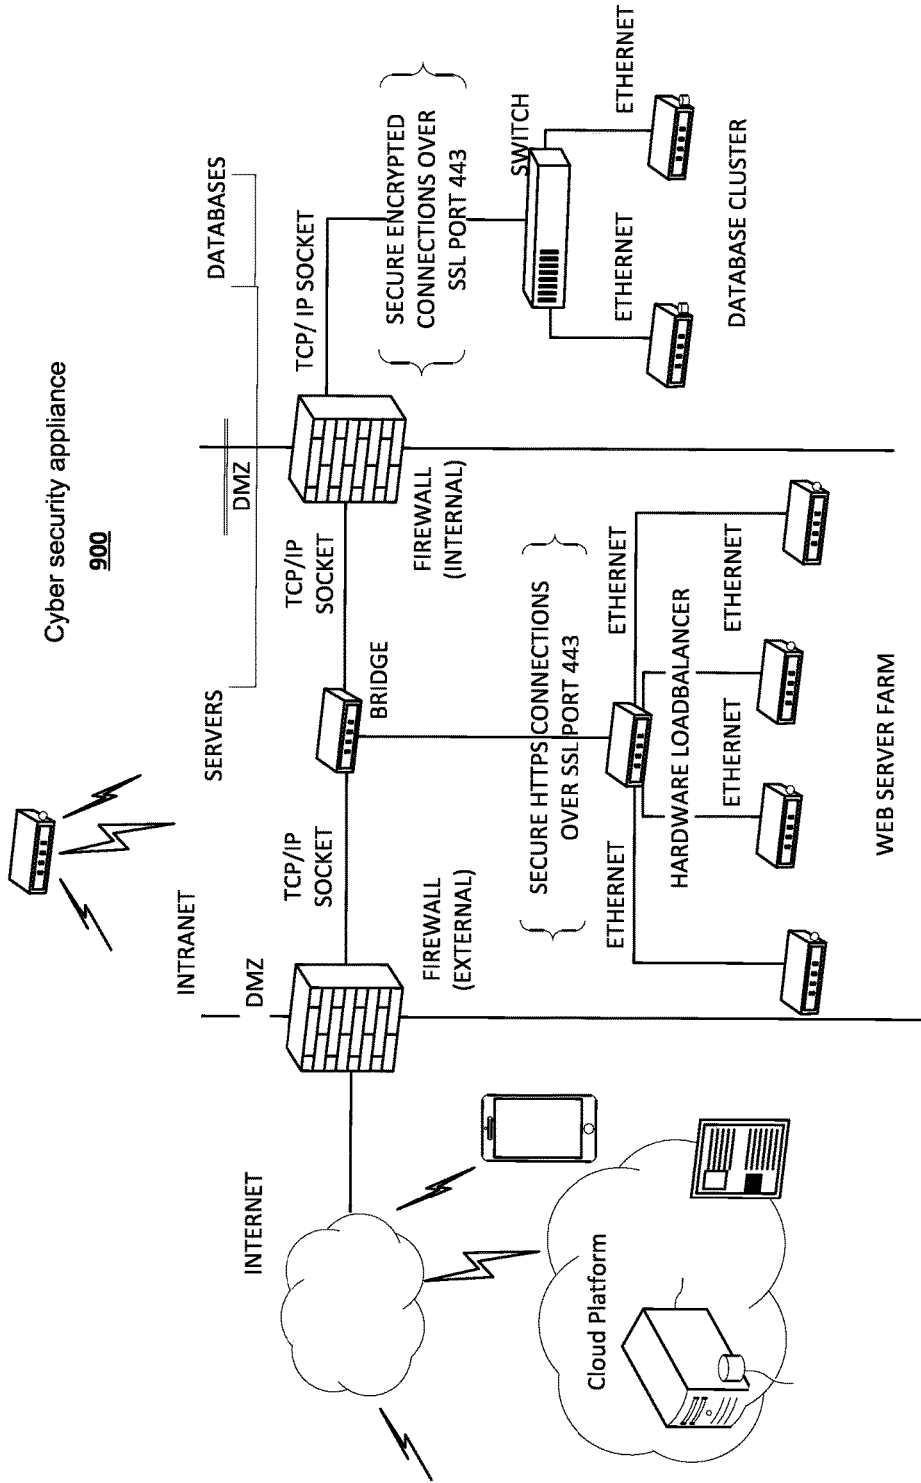 Cyber security appliance
900
INTRANET
SERVERS
DATABASES
DMZ
DMZ
INTERNET
TCP/IP
SOCKET
TCP/IP
SOCKET
TCP/ IP SOCKET
BRIDGE
FIREWALL
(EXTERNAL)
FIREWALL
(INTERNAL)
SECURE ENCRYPTED
CONNECTIONS OVER
SSL PORT 443
SWITCH
ETHERNET
ETHERNET
DATABASE CLUSTER
SECURE HTTPS CONNECTIONS
OVER SSL PORT 443
ETHERNET
ETHERNET
HARDWARE LOADBALANCER
ETHERNET
ETHERNET
WEB SERVER FARM
Cloud Platform